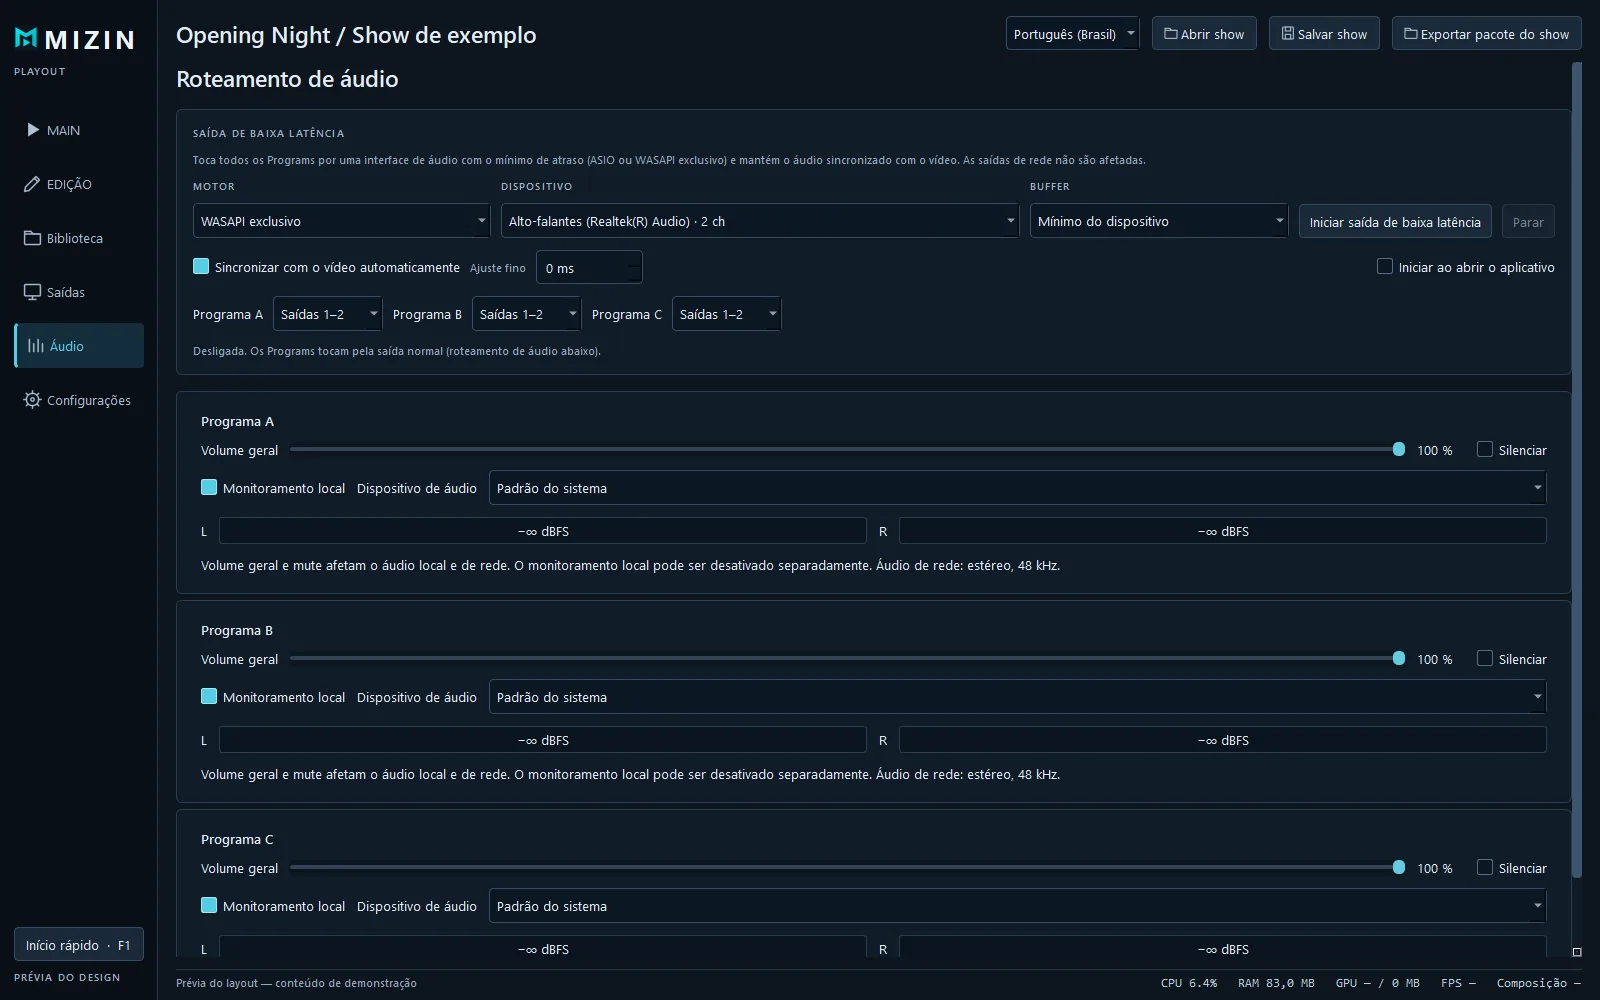 MIZIN
PLAYOUT
MAIN
EDIÇÃO
Biblioteca
Saídas
Áudio
Configurações
Início rápido · F1
PRÉVIA DO DESIGN
Opening Night / Show de exemplo
Português (Brasil)
Abrir show
Salvar show
Exportar pacote do show
Roteamento de áudio
SAÍDA DE BAIXA LATÊNCIA
Toca todos os Programs por uma interface de áudio com o mínimo de atraso (ASIO ou WASAPI exclusivo) e mantém o áudio sincronizado com o vídeo. As saídas de rede não são afetadas.
MOTOR DISPOSITIVO BUFFER
WASAPI exclusivo Alto-falantes (Realtek(R) Audio) · 2 ch Mínimo do dispositivo Iniciar saída de baixa latência Parar
Sincronizar com o vídeo automaticamente Ajuste fino 0 ms Iniciar ao abrir o aplicativo
Programa A Saídas 1–2 Programa B Saídas 1–2 Programa C Saídas 1–2
Desligada. Os Programs tocam pela saída normal (roteamento de áudio abaixo).
Programa A
Volume geral 100 % Silenciar
Monitoramento local Dispositivo de áudio Padrão do sistema
L −∞ dBFS R −∞ dBFS
Volume geral e mute afetam o áudio local e de rede. O monitoramento local pode ser desativado separadamente. Áudio de rede: estéreo, 48 kHz.
Programa B
Volume geral 100 % Silenciar
Monitoramento local Dispositivo de áudio Padrão do sistema
L −∞ dBFS R −∞ dBFS
Volume geral e mute afetam o áudio local e de rede. O monitoramento local pode ser desativado separadamente. Áudio de rede: estéreo, 48 kHz.
Programa C
Volume geral 100 % Silenciar
Monitoramento local Dispositivo de áudio Padrão do sistema
L −∞ dBFS R −∞ dBFS
Prévia do layout — conteúdo de demonstração
CPU 6.4% RAM 83,0 MB GPU — / 0 MB FPS — Composição —